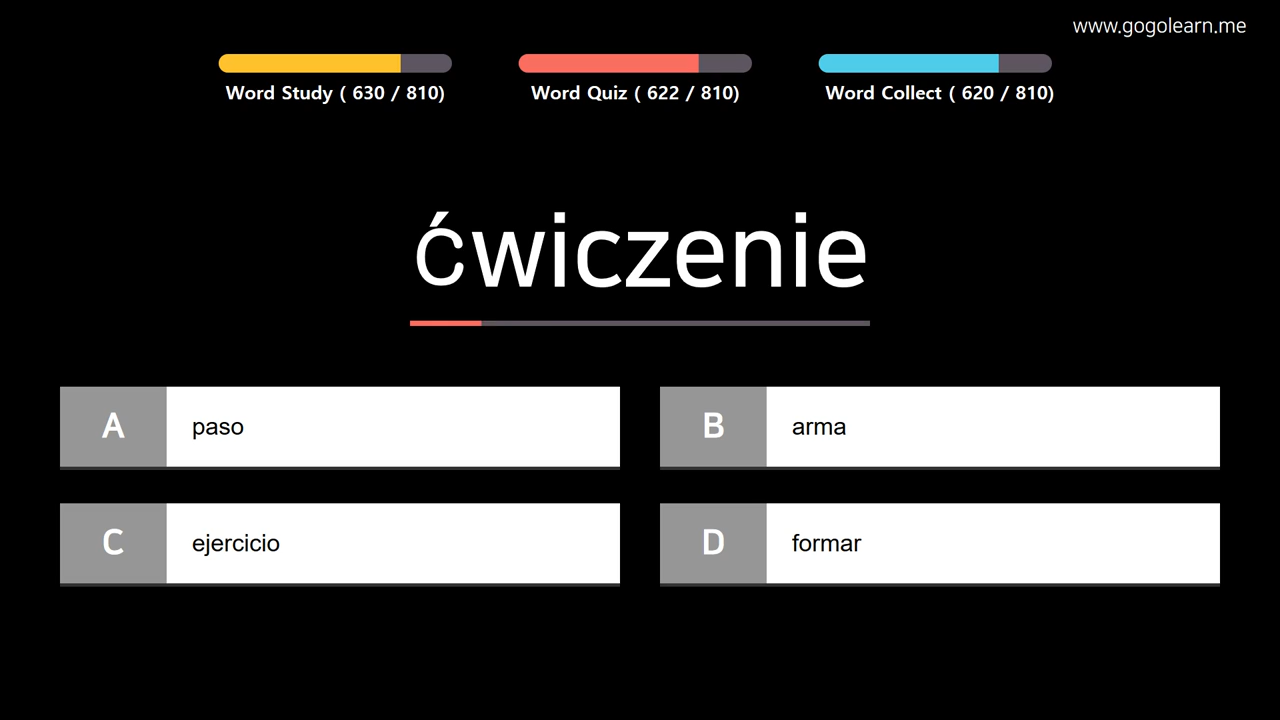 www.gogolearn.me
Word Study ( 630 / 810)
Word Quiz ( 622 / 810)
Word Collect ( 620 / 810)
ćwiczenie
A paso
B arma
C ejercicio
D formar